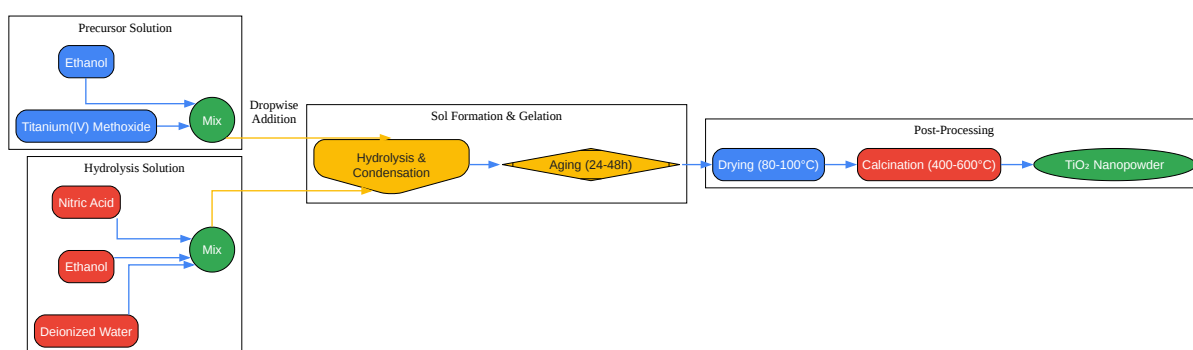 Precursor Solution
Ethanol
Titanium(IV) Methoxide
Mix
Dropwise
Addition
Hydrolysis Solution
Nitric Acid
Ethanol
Deionized Water
Mix
Sol Formation & Gelation
Hydrolysis &
Condensation
Aging (24-48h)
Post-Processing
Drying (80-100°C)
Calcination (400-600°C)
TiO₂ Nanopowder